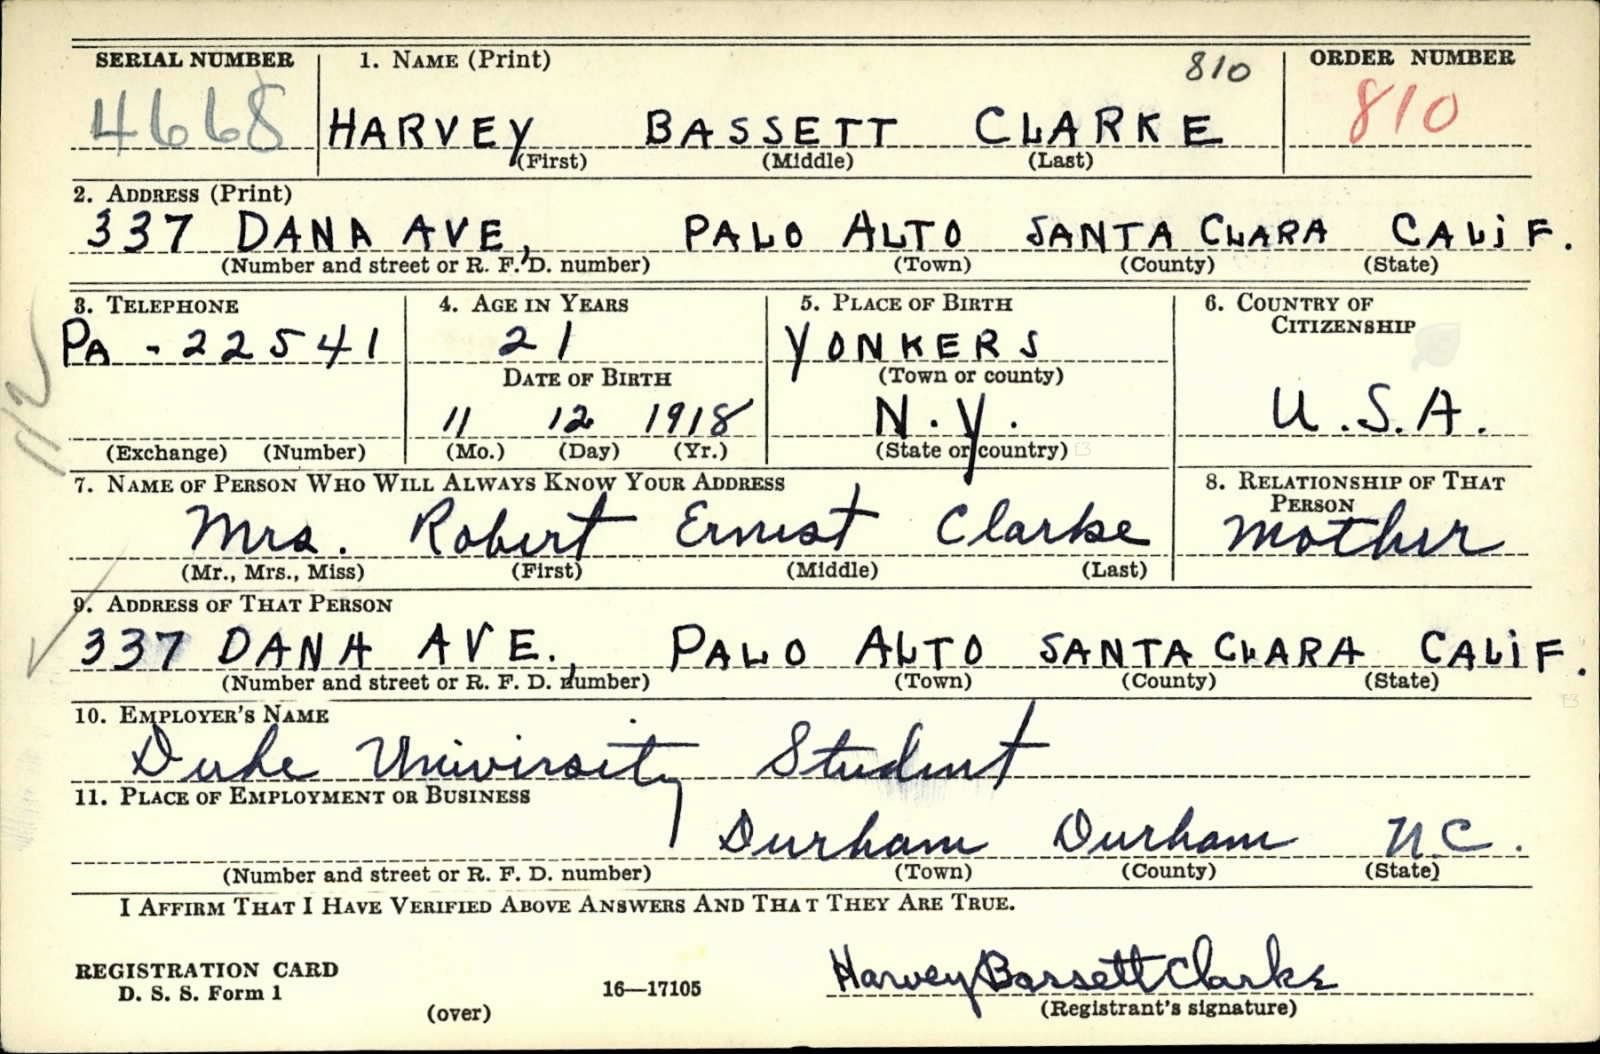 SERIAL NUMBER 1. NAME (Print) 810 ORDER NUMBER
4668 HARVEY BASSETT CLARKE 810
(First) (Middle) (Last)
2. ADDRESS (Print)
337 DANA AVE, PALO ALTO SANTA CLARA CALIF.
(Number and street or R. F. D. number) (Town) (County) (State)
3. TELEPHONE 4. AGE IN YEARS 5. PLACE OF BIRTH 6. COUNTRY OF
CITIZENSHIP
PA - 22541 21 YONKERS
DATE OF BIRTH (Town or county)
11 12 1918 N.Y. U.S.A.
(Exchange) (Number) (Mo.) (Day) (Yr.) (State or country)
7. NAME OF PERSON WHO WILL ALWAYS KNOW YOUR ADDRESS 8. RELATIONSHIP OF THAT
PERSON
Mrs. Robert Ernest Clarke Mother
(Mr., Mrs., Miss) (First) (Middle) (Last)
9. ADDRESS OF THAT PERSON
337 DANA AVE., PALO ALTO SANTA CLARA CALIF.
(Number and street or R. F. D. number) (Town) (County) (State)
10. EMPLOYER'S NAME
Duke University Student
11. PLACE OF EMPLOYMENT OR BUSINESS
Durham Durham N.C.
(Number and street or R. F. D. number) (Town) (County) (State)
I AFFIRM THAT I HAVE VERIFIED ABOVE ANSWERS AND THAT THEY ARE TRUE.
REGISTRATION CARD Harvey Bassett Clarke
D. S. S. Form 1 16—17105 (Registrant's signature)
(over)